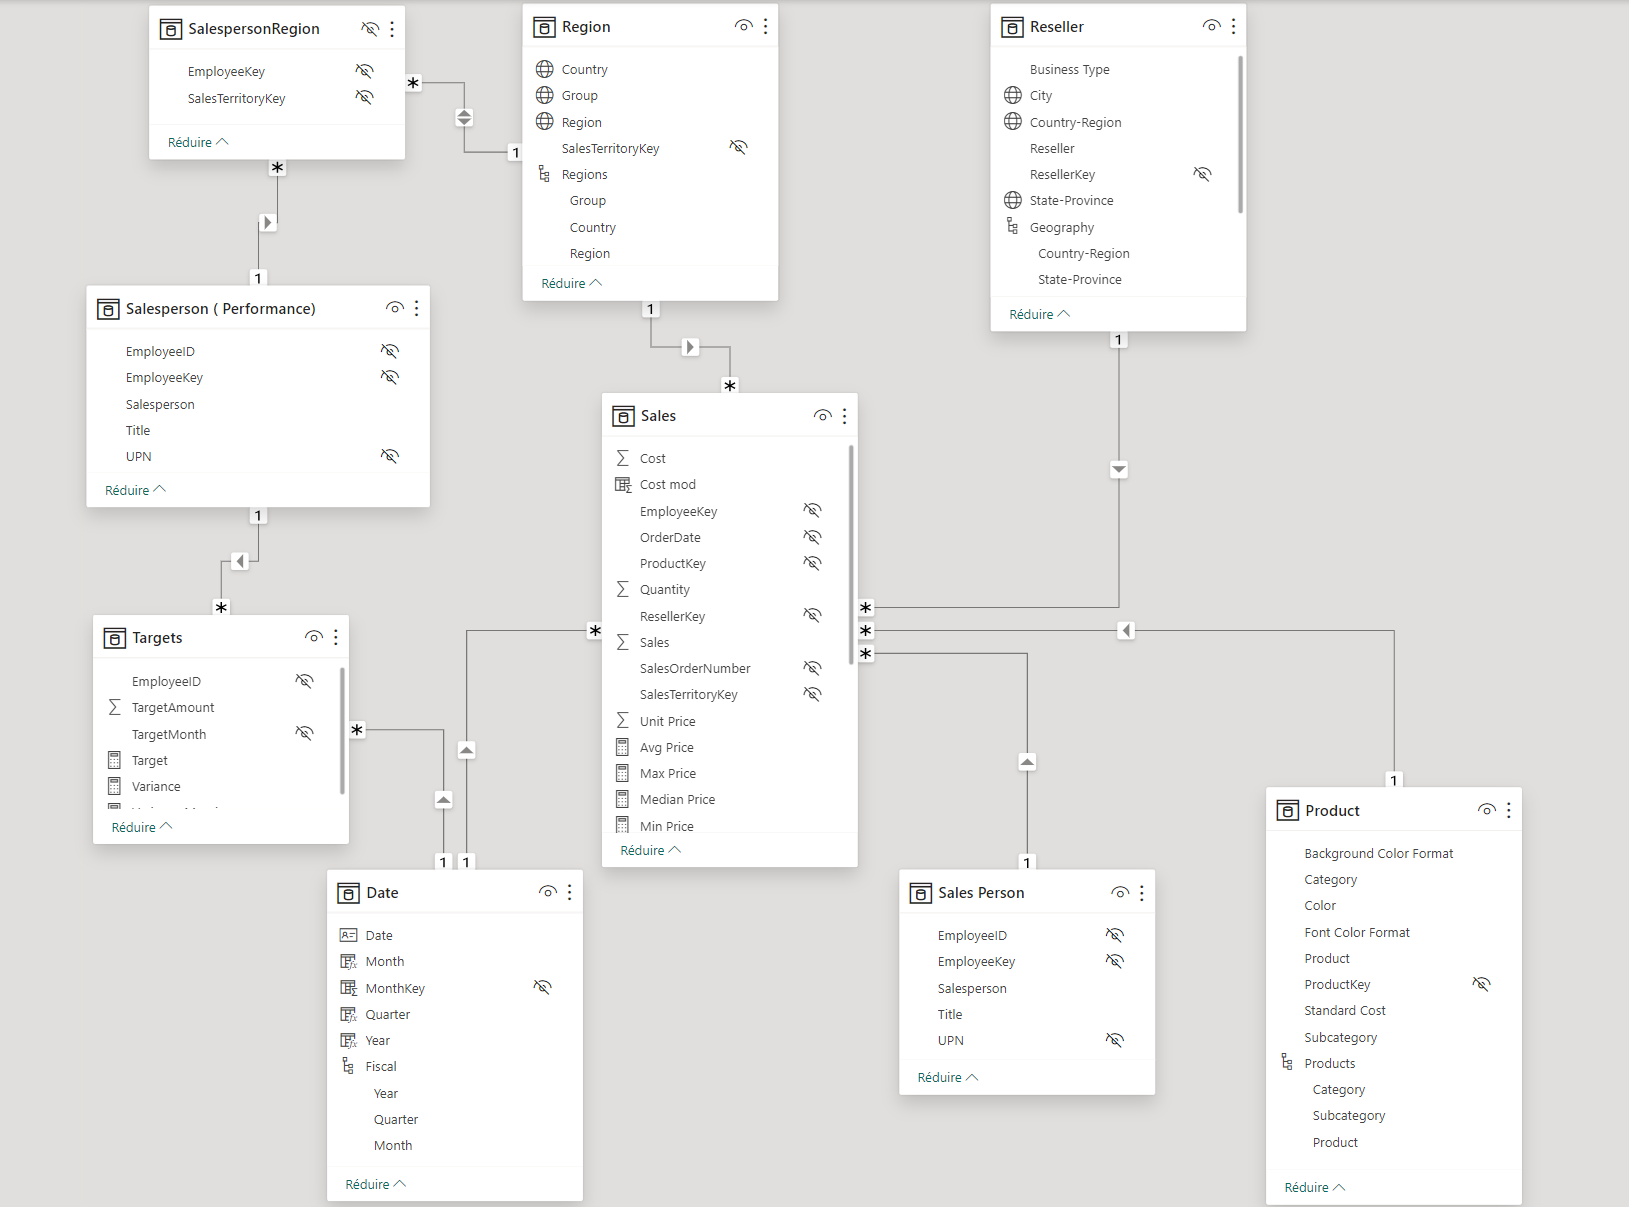 SalespersonRegion
EmployeeKey
SalesTerritoryKey
Réduire
*
*
1
Region
Country
Group
Region
SalesTerritoryKey
Regions
Group
Country
Region
Réduire
1
*
Reseller
Business Type
City
Country-Region
Reseller
ResellerKey
State-Province
Geography
Country-Region
State-Province
Réduire
1
1
Salesperson ( Performance)
EmployeeID
EmployeeKey
Salesperson
Title
UPN
Réduire
1
*
Sales
Cost
Cost mod
EmployeeKey
OrderDate
ProductKey
Quantity
ResellerKey
Sales
SalesOrderNumber
SalesTerritoryKey
Unit Price
Avg Price
Max Price
Median Price
Min Price
Réduire
*
*
*
*
Targets
EmployeeID
TargetAmount
TargetMonth
Target
Variance
Réduire
*
1
1
Date
Date
Month
MonthKey
Quarter
Year
Fiscal
Year
Quarter
Month
Réduire
1
Sales Person
EmployeeID
EmployeeKey
Salesperson
Title
UPN
Réduire
1
Product
Background Color Format
Category
Color
Font Color Format
Product
ProductKey
Standard Cost
Subcategory
Products
Category
Subcategory
Product
Réduire